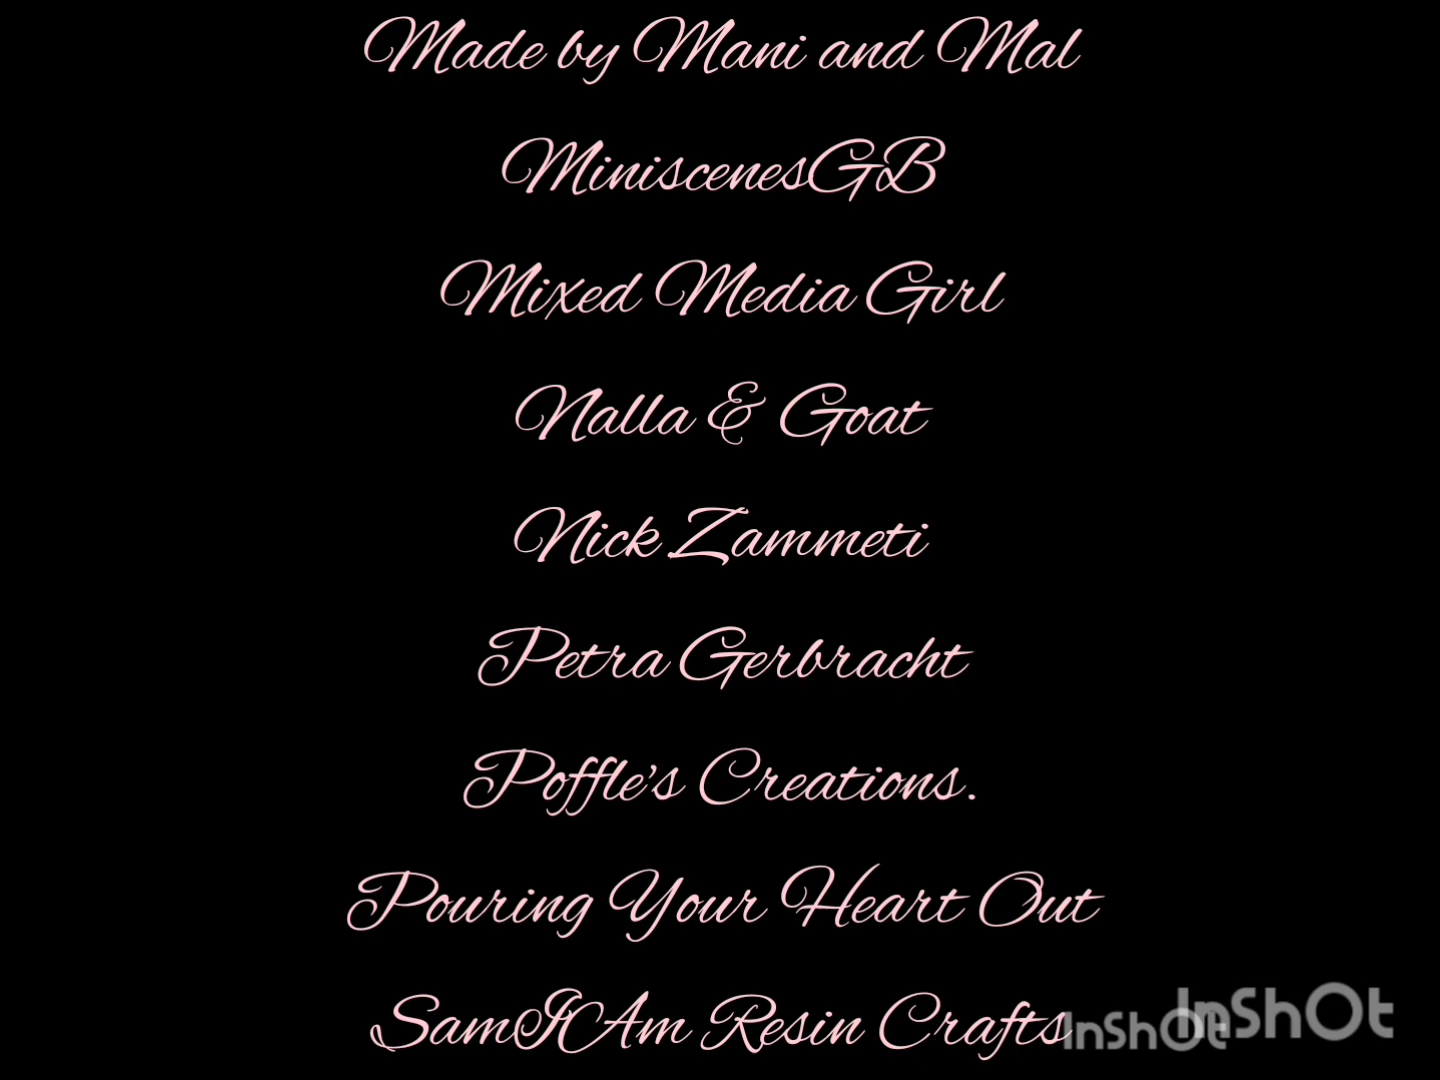 Made by Mani and Mal
MiniscenesGB
Mixed Media Girl
Nalla & Goat
Nick Zammeti
Petra Gerbracht
Poffle's Creations.
Pouring Your Heart Out
SamIAm Resin Crafts
InShOt
InShOt